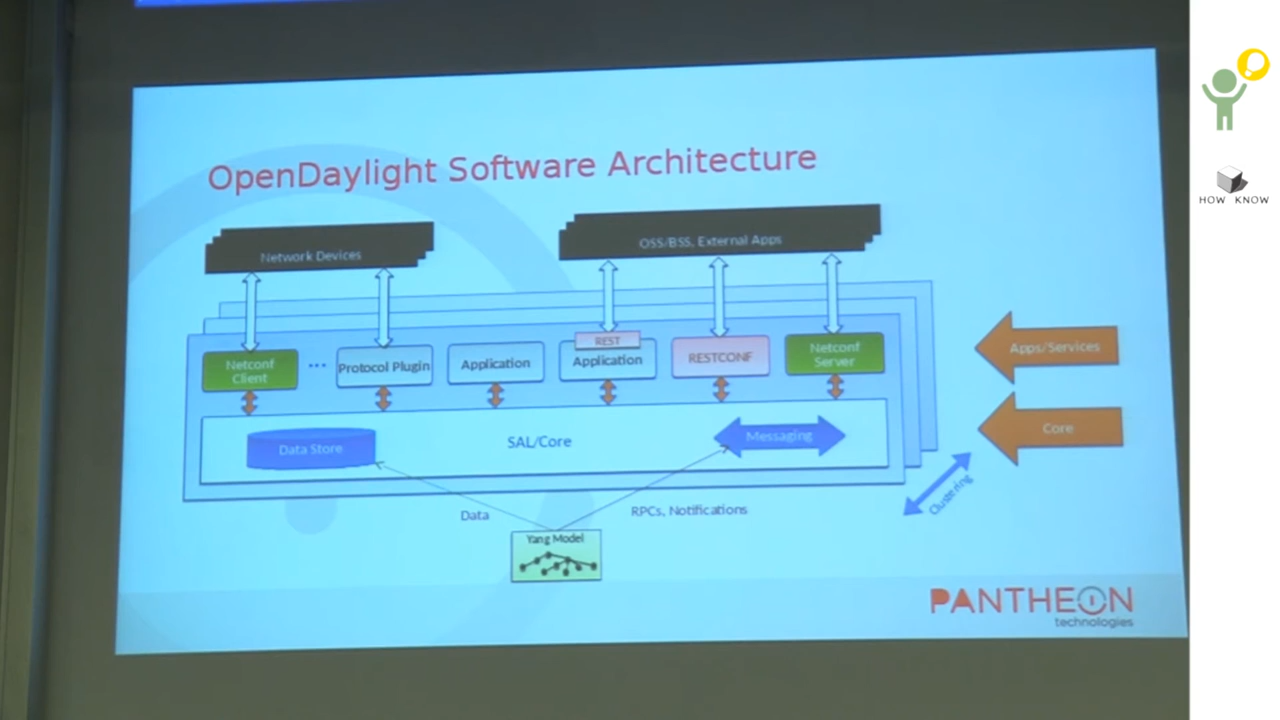 OpenDaylight Software Architecture
Network Devices
OSS/BSS, External Apps
Netconf
Client
...
Protocol Plugin
Application
REST
Application
RESTCONF
Netconf
Server
Apps/Services
Data Store
SAL/Core
Messaging
Core
Clustering
Data
RPCs, Notifications
Yang Model
PANTHEON
technologies
HOW KNOW